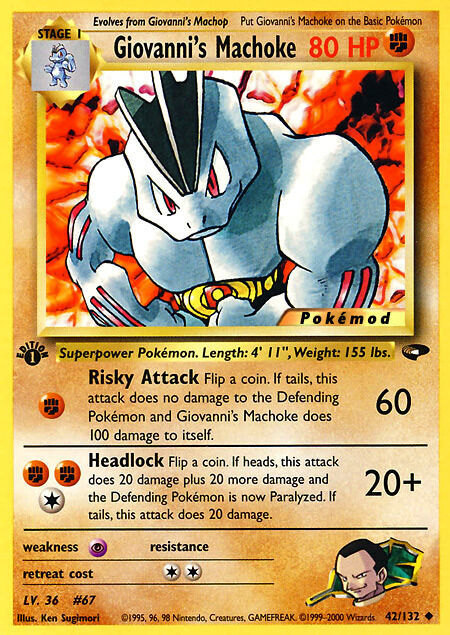 Evolves from Giovanni's Machop Put Giovanni's Machoke on the Basic Pokémon
STAGE 1
Giovanni's Machoke 80 HP
Pokémod
EDITION
1
Superpower Pokémon. Length: 4' 11", Weight: 155 lbs.
Risky Attack Flip a coin. If tails, this
attack does no damage to the Defending
Pokémon and Giovanni's Machoke does
100 damage to itself.
60
Headlock Flip a coin. If heads, this attack
does 20 damage plus 20 more damage and
the Defending Pokémon is now Paralyzed. If
tails, this attack does 20 damage.
20+
weakness resistance
retreat cost
LV. 36 #67
Illus. Ken Sugimori ©1995, 96, 98 Nintendo, Creatures, GAMEFREAK. ©1999-2000 Wizards. 42/132